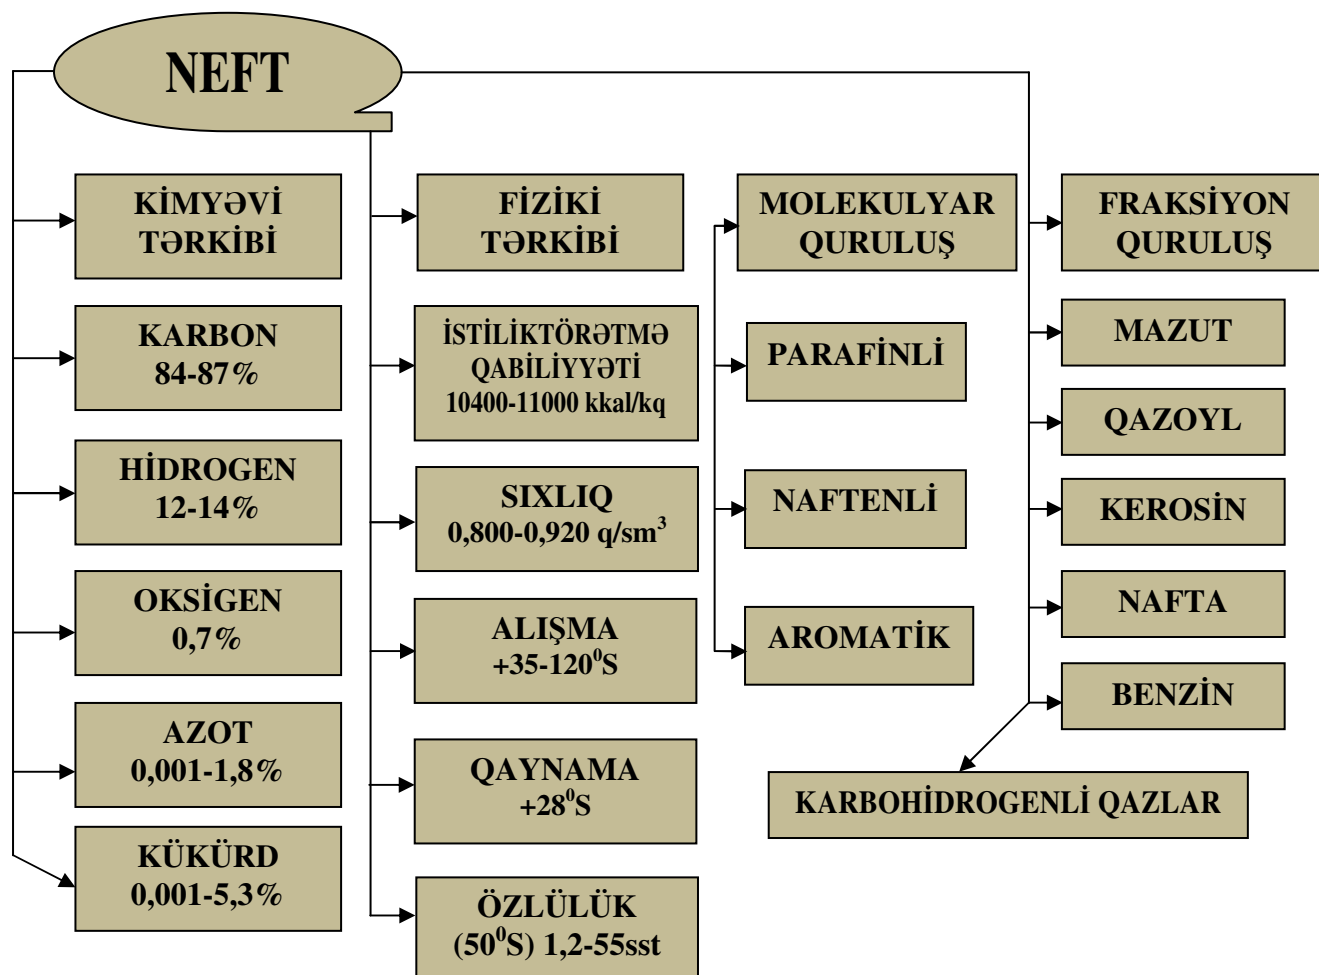 NEFT
KİMYƏVİ
TƏRKİBİ
KARBON
84-87%
HİDROGEN
12-14%
OKSİGEN
0,7%
AZOT
0,001-1,8%
KÜKÜRD
0,001-5,3%
FİZİKİ
TƏRKİBİ
İSTİLİKTÖRƏTMƏ
QABİLİYYƏTİ
10400-11000 kkal/kq
SIXLIQ
0,800-0,920 q/sm³
ALIŞMA
+35-120⁰S
QAYNAMA
+28⁰S
ÖZLÜLÜK
(50⁰S) 1,2-55sst
MOLEKULYAR
QURULUŞ
PARAFİNLİ
NAFTENLİ
AROMATİK
FRAKSİYON
QURULUŞ
MAZUT
QAZOYL
KEROSİN
NAFTA
BENZİN
KARBOHİDROGENLİ QAZLAR